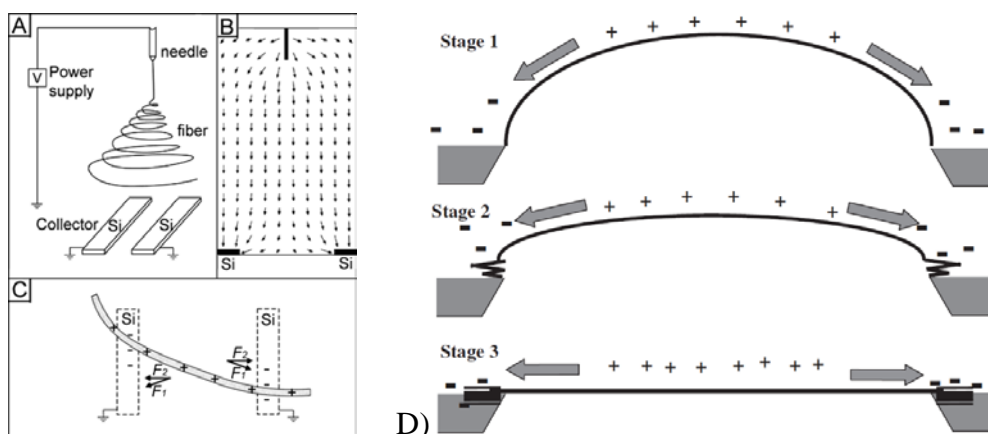 A
needle
V
Power
supply
fiber
Collector
Si
Si
B
Si
Si
C
Si
Si
+ - + - + + + - + - +
F2
F1
F2
F1
D)
Stage 1
+ + + + + +
- - - - - - -
Stage 2
+ + + + + +
- - - - - - -
Stage 3
+ + + + + + + +
- - - - - - -